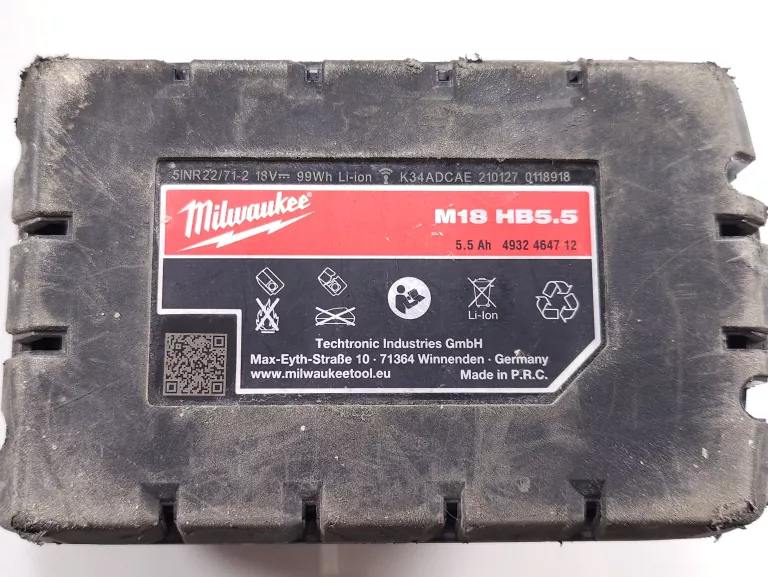 5INR22/71-2 18V⎓ 99Wh Li-ion K34ADCAE 210127 0118918
Milwaukee®
M18 HB5.5
5.5 Ah 4932 4647 12
Li-Ion
Techtronic Industries GmbH
Max-Eyth-Straße 10 · 71364 Winnenden · Germany
www.milwaukeetool.eu Made in P.R.C.